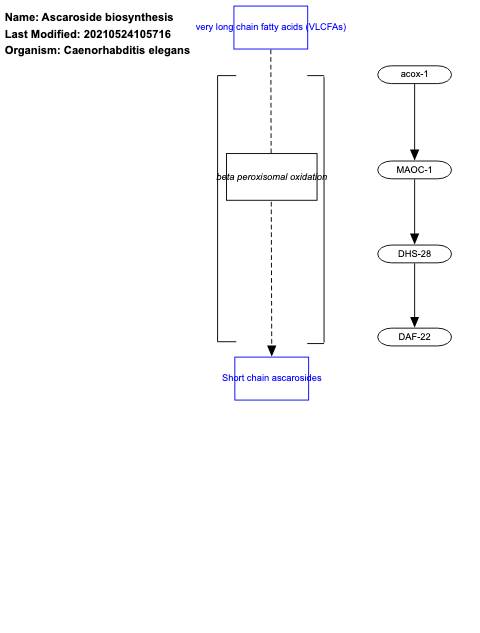 Name: Ascaroside biosynthesis
Last Modified: 20210524105716
Organism: Caenorhabditis elegans
very long chain fatty acids (VLCFAs)
acox-1
beta peroxisomal oxidation
MAOC-1
DHS-28
DAF-22
Short chain ascarosides